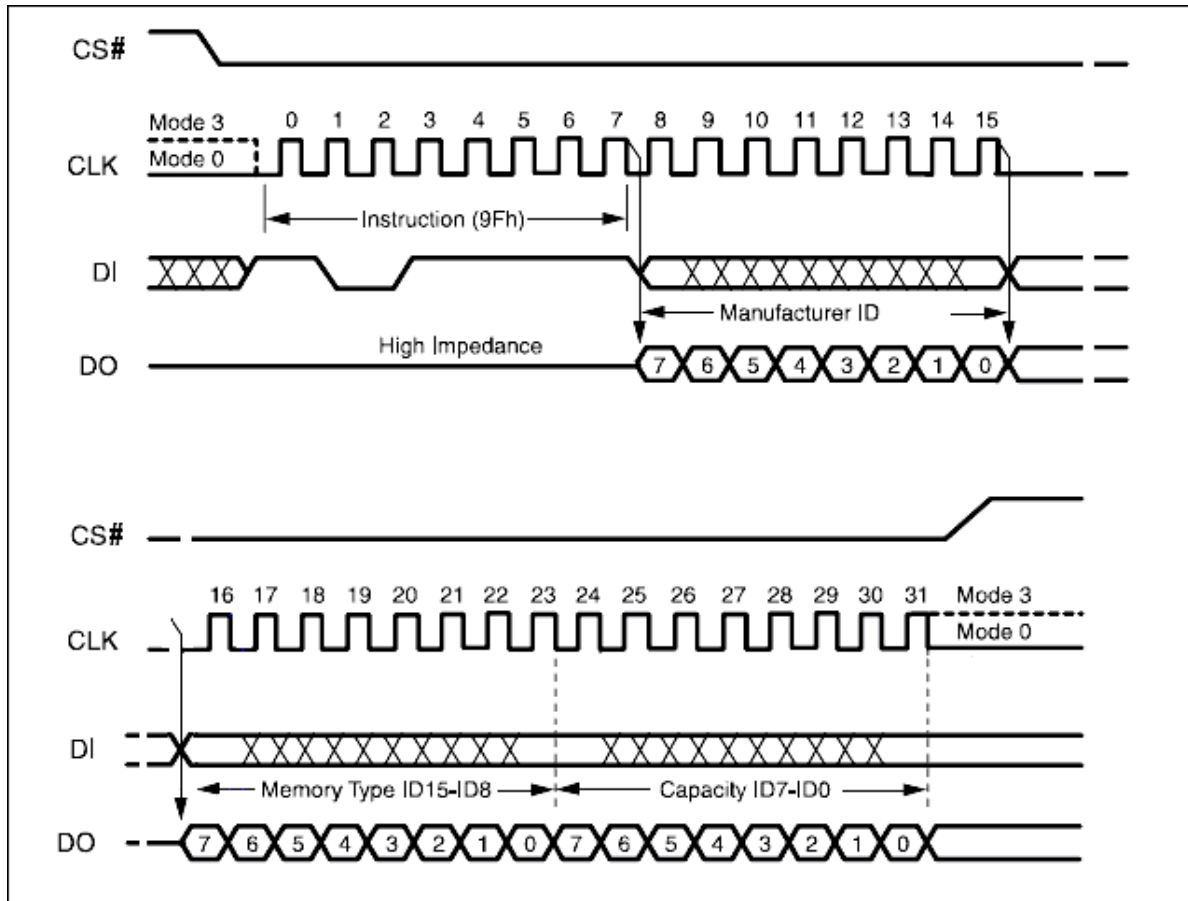 CS#
Mode 3 0 1 2 3 4 5 6 7 8 9 10 11 12 13 14 15
CLK Mode 0
Instruction (9Fh)
DI
Manufacturer ID
High Impedance
DO 7 6 5 4 3 2 1 0
CS#
16 17 18 19 20 21 22 23 24 25 26 27 28 29 30 31 Mode 3
CLK Mode 0
DI
Memory Type ID15-ID8 Capacity ID7-ID0
DO 7 6 5 4 3 2 1 0 7 6 5 4 3 2 1 0